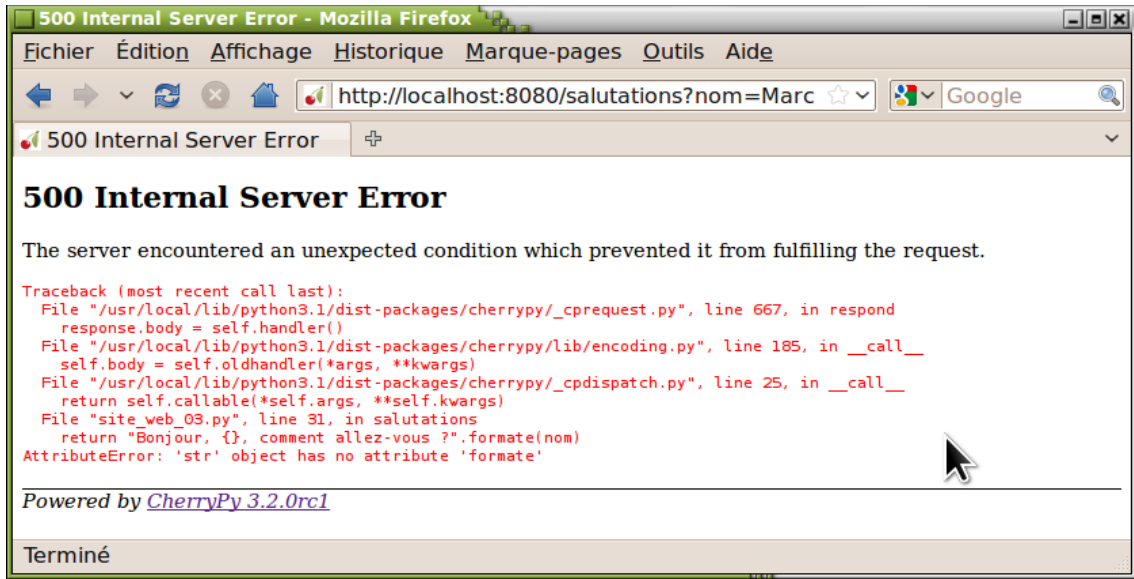 500 Internal Server Error - Mozilla Firefox
Fichier Édition Affichage Historique Marque-pages Outils Aide
http://localhost:8080/salutations?nom=Marc Google
500 Internal Server Error
500 Internal Server Error
The server encountered an unexpected condition which prevented it from fulfilling the request.
Traceback (most recent call last):
  File "/usr/local/lib/python3.1/dist-packages/cherrypy/_cprequest.py", line 667, in respond
    response.body = self.handler()
  File "/usr/local/lib/python3.1/dist-packages/cherrypy/lib/encoding.py", line 185, in __call__
    self.body = self.oldhandler(*args, **kwargs)
  File "/usr/local/lib/python3.1/dist-packages/cherrypy/_cpdispatch.py", line 25, in __call__
    return self.callable(*self.args, **self.kwargs)
  File "site_web_03.py", line 31, in salutations
    return "Bonjour, {}, comment allez-vous ?".formate(nom)
AttributeError: 'str' object has no attribute 'formate'
Powered by CherryPy 3.2.0rc1
Terminé